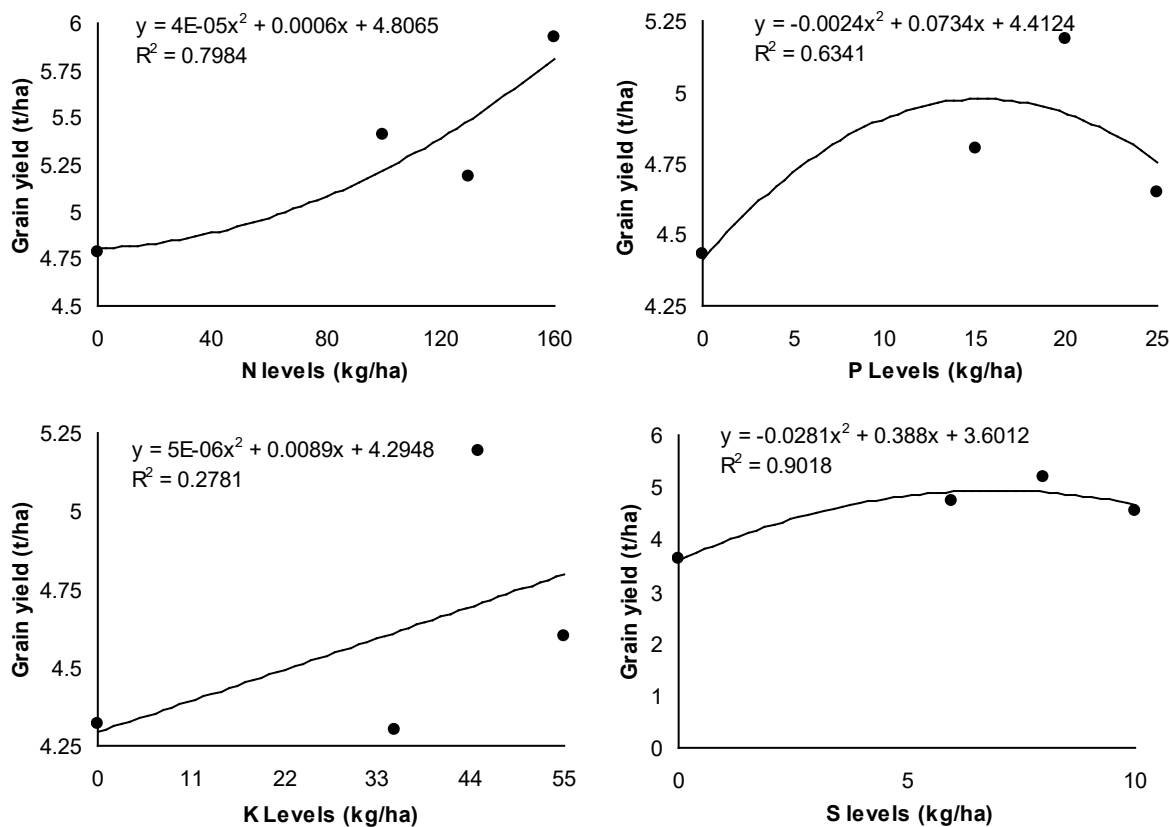 y = 4E-05x² + 0.0006x + 4.8065
R² = 0.7984
6
5.75
5.5
5.25
5
4.75
4.5
Grain yield (t/ha)
0 40 80 120 160
N levels (kg/ha)
y = -0.0024x² + 0.0734x + 4.4124
R² = 0.6341
5.25
5
4.75
4.5
4.25
Grain yield (t/ha)
0 5 10 15 20 25
P Levels (kg/ha)
y = 5E-06x² + 0.0089x + 4.2948
R² = 0.2781
5.25
5
4.75
4.5
4.25
Grain yield (t/ha)
0 11 22 33 44 55
K Levels (kg/ha)
y = -0.0281x² + 0.388x + 3.6012
R² = 0.9018
6
5
4
3
2
1
0
Grain yield (t/ha)
0 5 10
S levels (kg/ha)